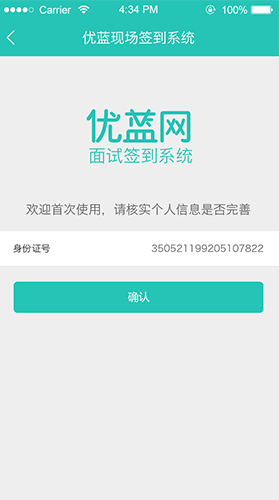 Carrier 4:34 PM 100%
优蓝现场签到系统
优蓝网
面试签到系统
欢迎首次使用，请核实个人信息是否完善
身份证号 350521199205107822
确认